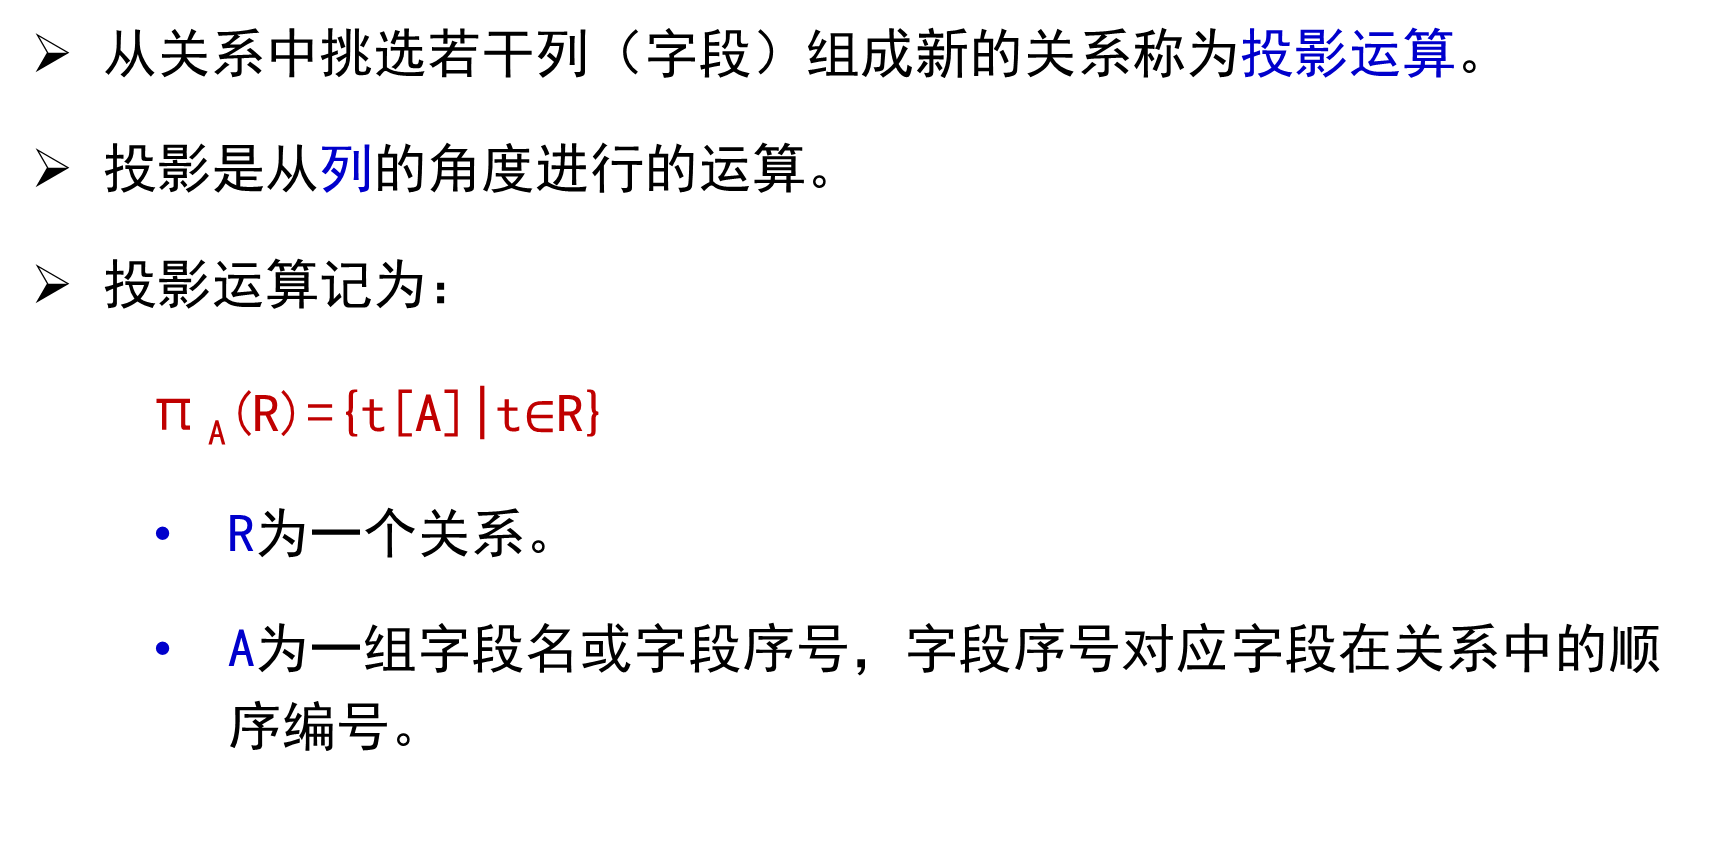 ➢ 从关系中挑选若干列（字段）组成新的关系称为投影运算。
➢ 投影是从列的角度进行的运算。
➢ 投影运算记为：
π A(R)={t[A]|t∈R}
• R为一个关系。
• A为一组字段名或字段序号，字段序号对应字段在关系中的顺
序编号。